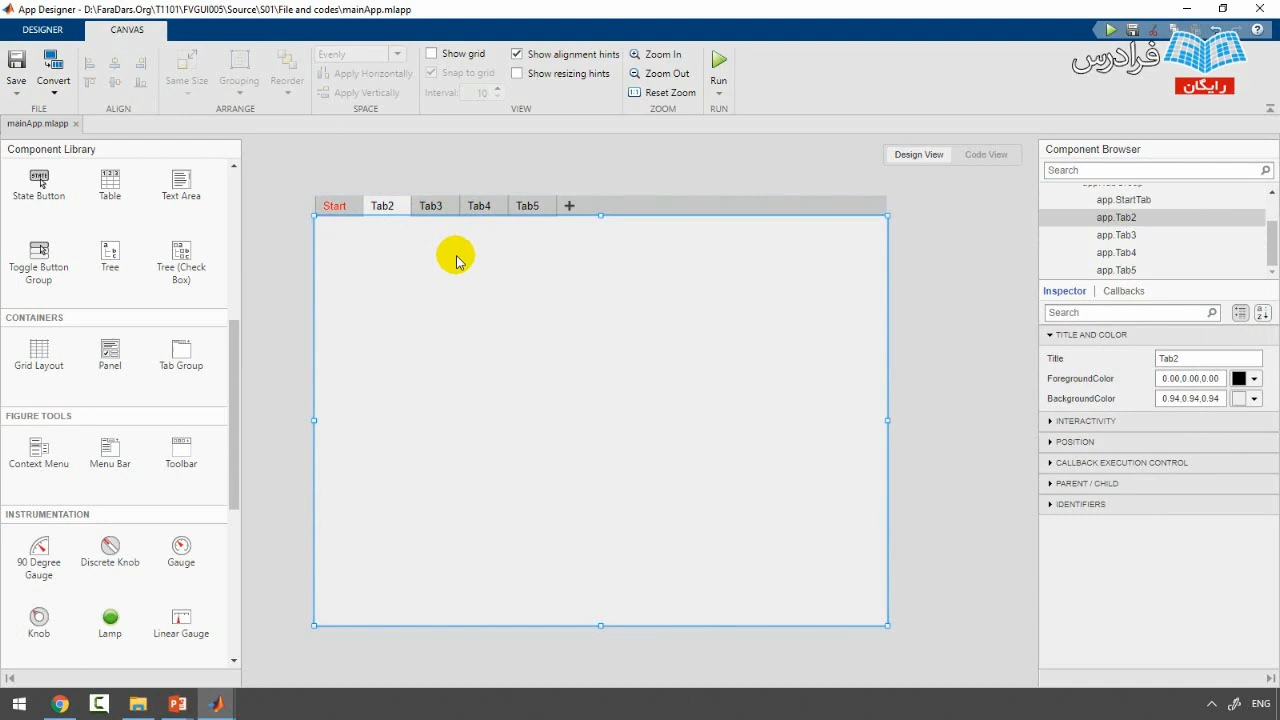 App Designer - D:\FaraDars.Org\T1101\FVGUI005\Source\S01\File and codes\mainApp.mlapp
DESIGNER
CANVAS
فرادرس
رایگان
Save
Convert
FILE
ALIGN
Same Size
Grouping
Reorder
ARRANGE
Evenly
Apply Horizontally
Apply Vertically
SPACE
Show grid
Snap to grid
Interval: 10
Show alignment hints
Show resizing hints
VIEW
Zoom In
Zoom Out
1:1 Reset Zoom
ZOOM
Run
RUN
mainApp.mlapp
Component Library
State Button
Table
Text Area
Toggle Button Group
Tree
Tree (Check Box)
CONTAINERS
Grid Layout
Panel
Tab Group
FIGURE TOOLS
Context Menu
Menu Bar
Toolbar
INSTRUMENTATION
90 Degree Gauge
Discrete Knob
Gauge
Knob
Lamp
Linear Gauge
Design View
Code View
Start
Tab2
Tab3
Tab4
Tab5
Component Browser
Search
app.StartTab
app.Tab2
app.Tab3
app.Tab4
app.Tab5
Inspector
Callbacks
Search
TITLE AND COLOR
Title Tab2
ForegroundColor 0.00,0.00,0.00
BackgroundColor 0.94,0.94,0.94
INTERACTIVITY
POSITION
CALLBACK EXECUTION CONTROL
PARENT / CHILD
IDENTIFIERS
ENG